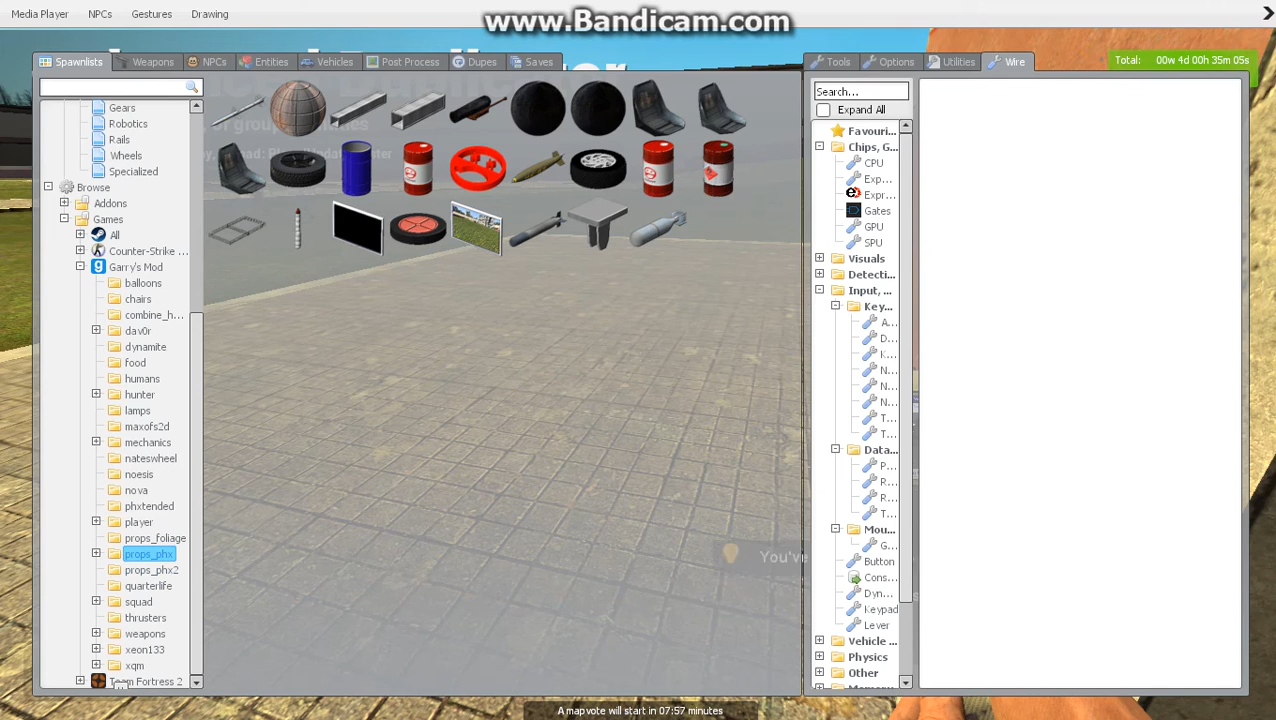 Media Player NPCs Gestures Drawing
www.Bandicam.com
Spawnlists Weapons NPCs Entities Vehicles Post Process Dupes Saves
Tools Options Utilities Wire
Total: 00w 4d 00h 35m 05s
Gears
Robotics
Rails
Wheels
Specialized
Browse
Addons
Games
All
Counter-Strike ...
Garry's Mod
balloons
chairs
combine_h...
dav0r
dynamite
food
humans
hunter
lamps
maxofs2d
mechanics
nateswheel
noesis
nova
phxtended
player
props_foliage
props_phx
props_phx2
quarterlife
squad
thrusters
weapons
xeon133
xqm
Team Fortress 2
Search...
Expand All
Favouri...
Chips, G...
CPU
Exp...
Expr...
Gates
GPU
SPU
Visuals
Detecti...
Input, ...
Key...
A...
D...
K...
N...
N...
N...
T...
T...
Data...
P...
R...
R...
T...
Mou...
G...
Button
Cons...
Dyn...
Keypad
Lever
Vehicle ...
Physics
Other
You've
A mapvote will start in 07:57 minutes